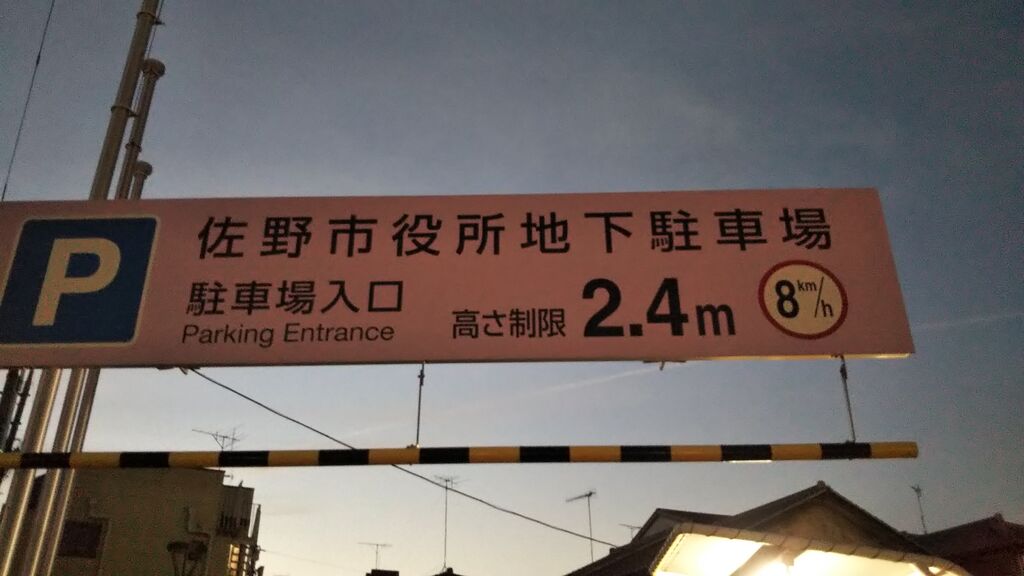 P
佐野市役所地下駐車場
駐車場入口
Parking Entrance
高さ制限 2.4m
8km/h